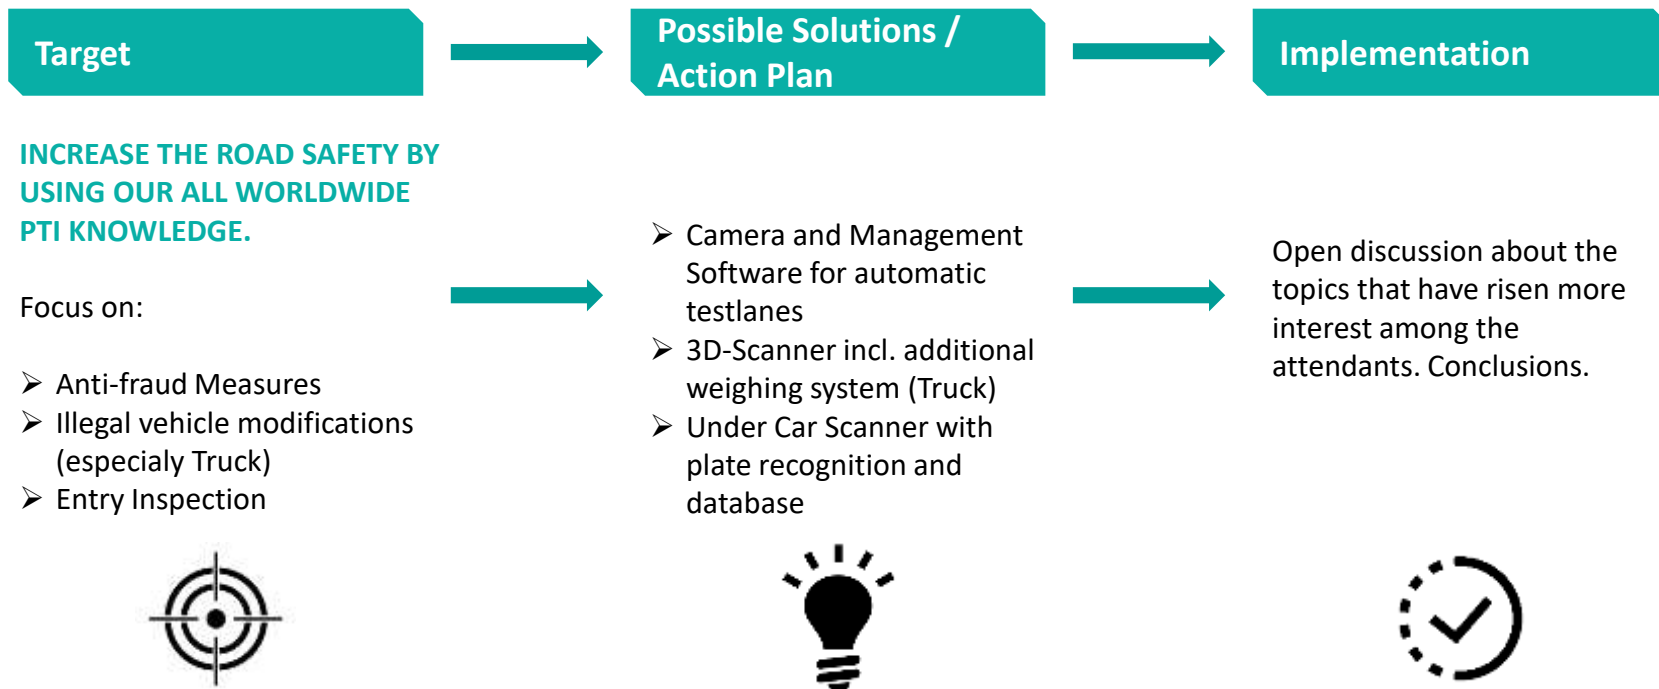 Target
Possible Solutions /
Action Plan
Implementation
INCREASE THE ROAD SAFETY BY
USING OUR ALL WORLDWIDE
PTI KNOWLEDGE.
Focus on:
➢ Anti-fraud Measures
➢ Illegal vehicle modifications
(especialy Truck)
➢ Entry Inspection
➢ Camera and Management
Software for automatic
testlanes
➢ 3D-Scanner incl. additional
weighing system (Truck)
➢ Under Car Scanner with
plate recognition and
database
Open discussion about the
topics that have risen more
interest among the
attendants. Conclusions.